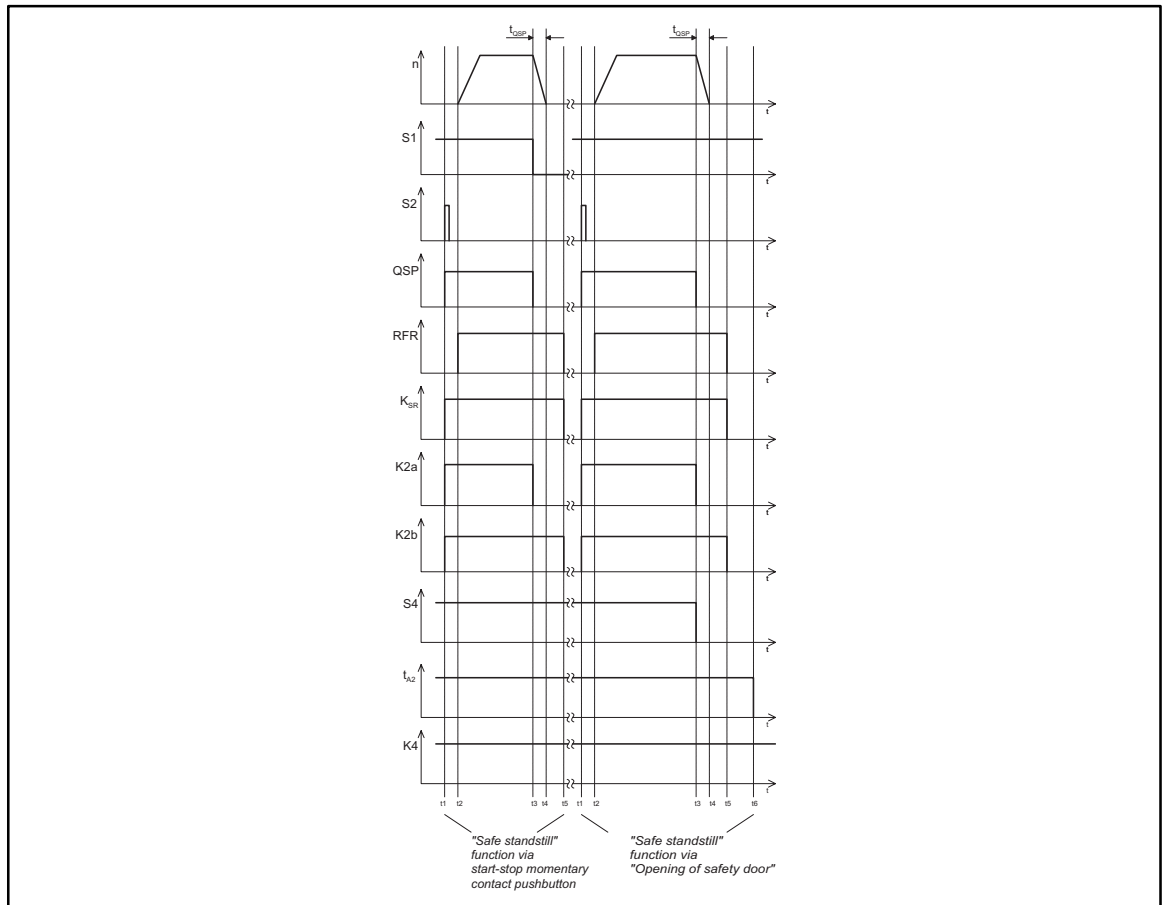 tQSP tQSP
n
t
S1
t
S2
t
QSP
t
RFR
t
KSR
t
K2a
t
K2b
t
S4
t
tA2
t
K4
t
t1 t2 t3 t4 t5 t1 t2 t3 t4 t5 t6
"Safe standstill"
function via
start-stop momentary
contact pushbutton
"Safe standstill"
function via
"Opening of safety door"